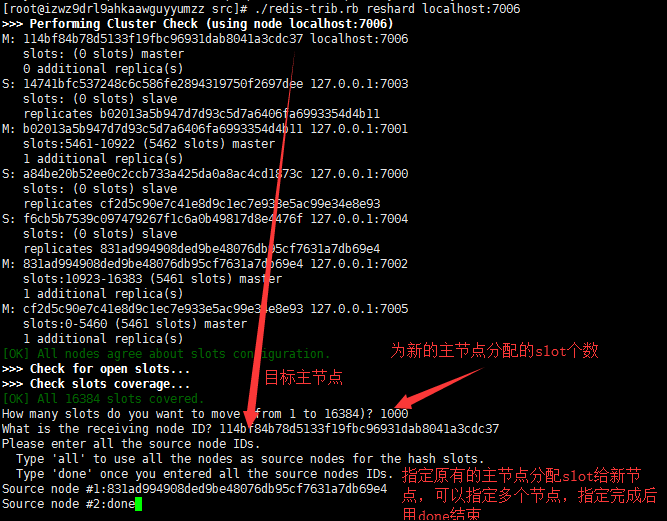 [root@izwz9drl9ahkaawguyyumzz src]# ./redis-trib.rb reshard localhost:7006
>>> Performing Cluster Check (using node localhost:7006)
M: 114bf84b78d5133f19fbc96931dab8041a3cdc37 localhost:7006
slots: (0 slots) master
0 additional replica(s)
S: 14741bfc537248c6c586fe2894319750f2697dee 127.0.0.1:7003
slots: (0 slots) slave
replicates b02013a5b947d7d93c5d7a6406fa6993354d4b11
M: b02013a5b947d7d93c5d7a6406fa6993354d4b11 127.0.0.1:7001
slots:5461-10922 (5462 slots) master
1 additional replica(s)
S: a84be20b52ee0c2ccb733a425da0a8ac4cd1873c 127.0.0.1:7000
slots: (0 slots) slave
replicates cf2d5c90e7c41e8d9c1ec7e933e5ac99e34e8e93
S: f6cb5b7539c097479267f1c6a0b49817d8e4476f 127.0.0.1:7004
slots: (0 slots) slave
replicates 831ad994908ded9be48076db95cf7631a7db69e4
M: 831ad994908ded9be48076db95cf7631a7db69e4 127.0.0.1:7002
slots:10923-16383 (5461 slots) master
1 additional replica(s)
M: cf2d5c90e7c41e8d9c1ec7e933e5ac99e34e8e93 127.0.0.1:7005
slots:0-5460 (5461 slots) master
1 additional replica(s)
[OK] All nodes agree about slots configuration.
为新的主节点分配的slot个数
>>> Check for open slots...
目标主节点
>>> Check slots coverage...
[OK] All 16384 slots covered.
How many slots do you want to move (from 1 to 16384)? 1000
What is the receiving node ID? 114bf84b78d5133f19fbc96931dab8041a3cdc37
Please enter all the source node IDs.
Type 'all' to use all the nodes as source nodes for the hash slots.
Type 'done' once you entered all the source nodes IDs.
Source node #1:831ad994908ded9be48076db95cf7631a7db69e4
Source node #2:done
指定原有的主节点分配slot给新节
点，可以指定多个节点，指定完成后
用done结束